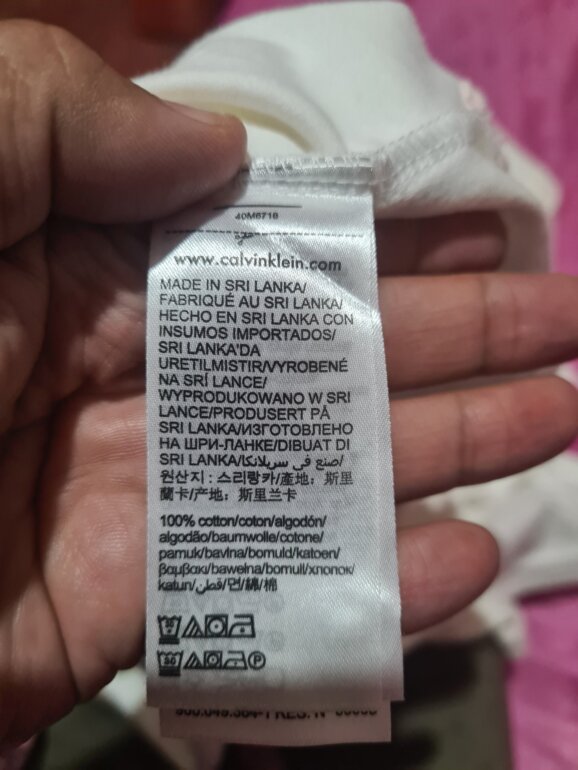 40M6716
www.calvinklein.com
MADE IN SRI LANKA/
FABRIQUÉ AU SRI LANKA/
HECHO EN SRI LANKA CON
INSUMOS IMPORTADOS/
SRI LANKA'DA
URETILMISTIR/VYROBENÉ
NA SRÍ LANCE/
WYPRODUKOWANO W SRI
LANCE/PRODUSERT PÅ
SRI LANKA/ИЗГОТОВЛЕНО
НА ШРИ-ЛАНКЕ/DIBUAT DI
SRI LANKA/صنع في سريلانكا/
원산지 : 스리랑카/產地：斯里
蘭卡/产地：斯里兰卡
100% cotton/coton/algodón/
algodão/baumwolle/cotone/
pamuk/bavlna/bomuld/katoen/
βαμβακι/bawełna/bomull/хлопок/
katun/قطن/면/綿/棉